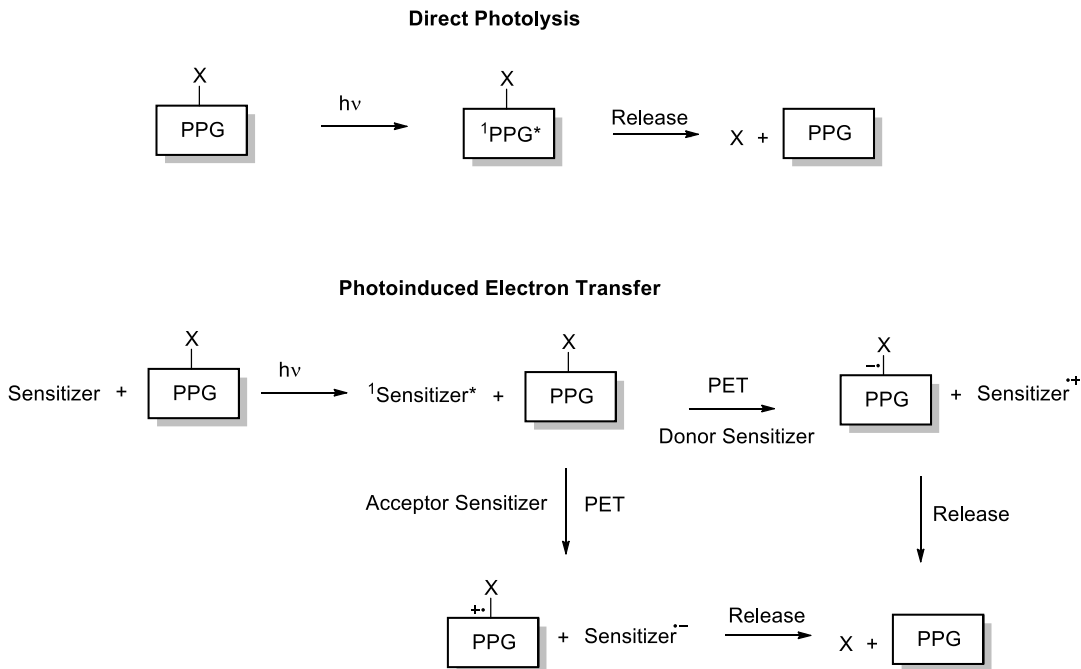 Direct Photolysis
X
PPG
hν
X
¹PPG*
Release
X + PPG
Photoinduced Electron Transfer
Sensitizer +
X
PPG
hν
¹Sensitizer* +
X
PPG
PET
Donor Sensitizer
X
−·
PPG
+ Sensitizer·+
Acceptor Sensitizer
PET
Release
X
+·
PPG
+ Sensitizer·−
Release
X + PPG